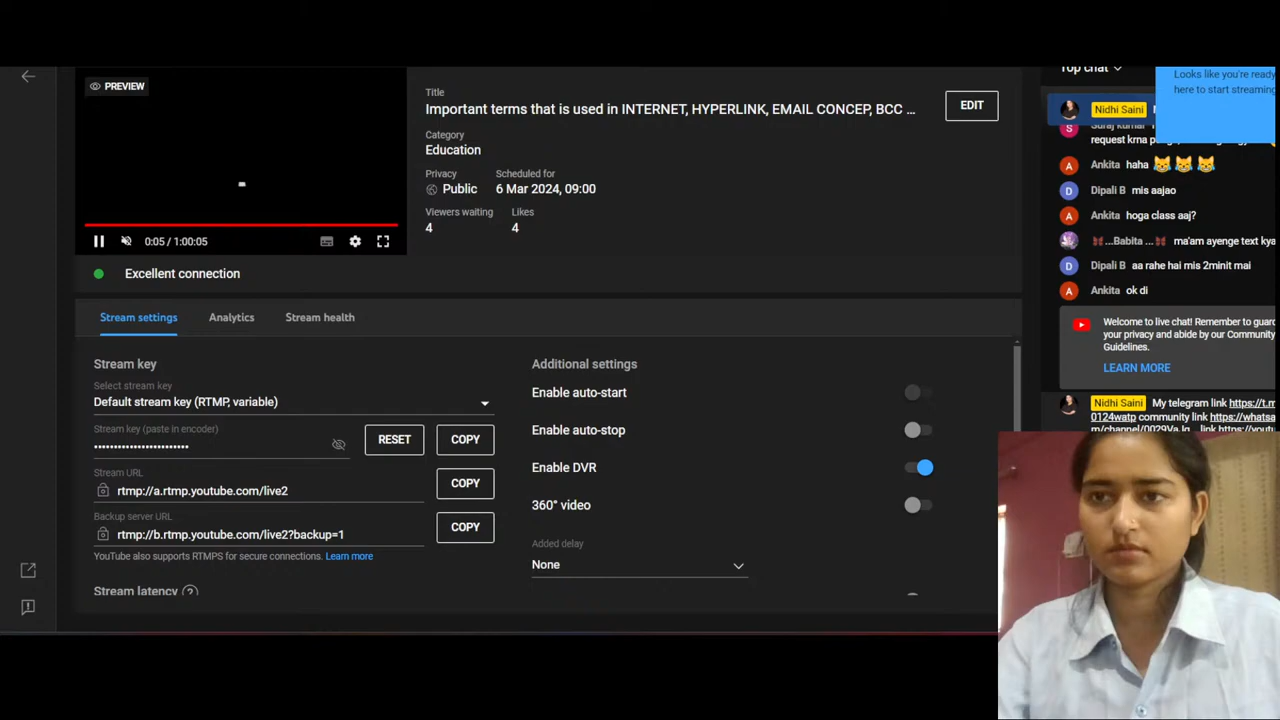 PREVIEW
0:05 / 1:00:05
Title
Important terms that is used in INTERNET, HYPERLINK, EMAIL CONCEP, BCC ...
EDIT
Category
Education
Privacy
Public
Scheduled for
6 Mar 2024, 09:00
Viewers waiting
4
Likes
4
Excellent connection
Stream settings
Analytics
Stream health
Stream key
Select stream key
Default stream key (RTMP, variable)
Stream key (paste in encoder)
••••••••••••••••••••••••
RESET
COPY
Stream URL
rtmp://a.rtmp.youtube.com/live2
COPY
Backup server URL
rtmp://b.rtmp.youtube.com/live2?backup=1
COPY
YouTube also supports RTMPS for secure connections. Learn more
Stream latency
Additional settings
Enable auto-start
Enable auto-stop
Enable DVR
360° video
Added delay
None
Top chat
Looks like you're ready
here to start streaming
Nidhi Saini
Suraj Kumar
request krna
Ankita haha 😹😹😹
Dipali B mis aajao
Ankita hoga class aaj?
🦋...Babita ...🦋 ma'am ayenge text kya
Dipali B aa rahe hai mis 2minit mai
Ankita ok di
Welcome to live chat! Remember to guard
your privacy and abide by our Community
Guidelines.
LEARN MORE
Nidhi Saini My telegram link https://t.m
0124watp community link https://whatsa